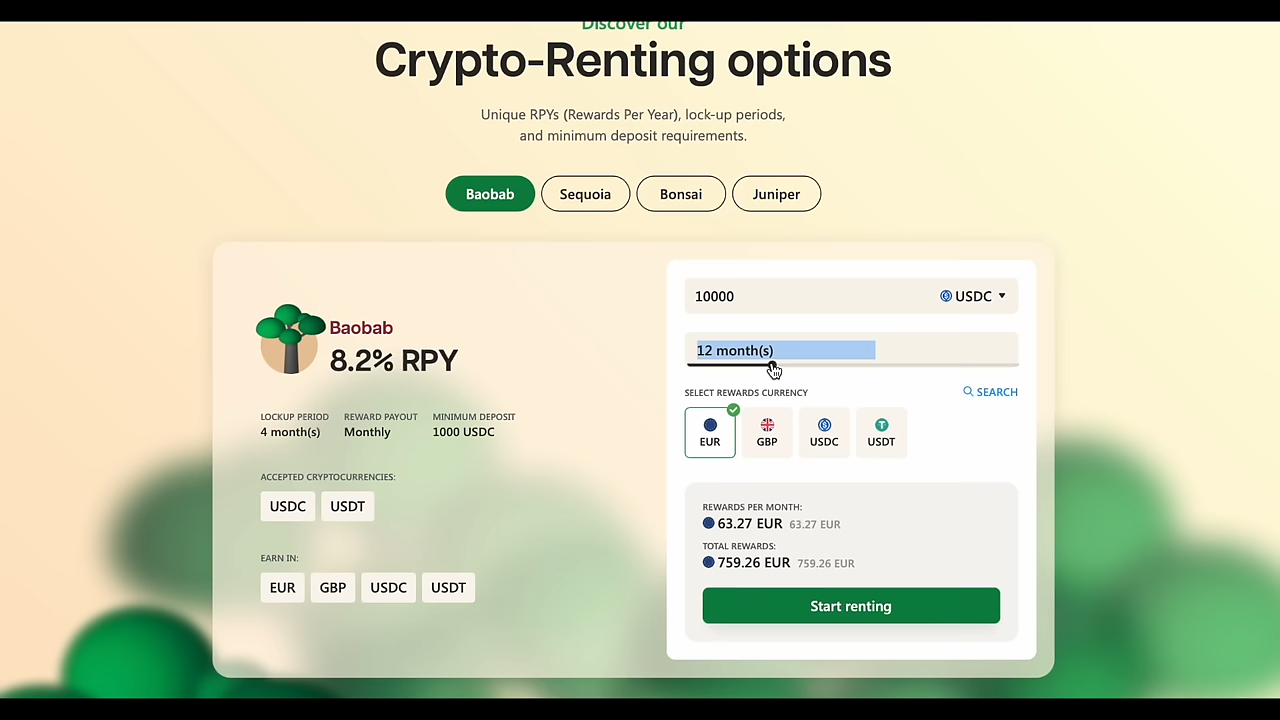 Discover our
Crypto-Renting options
Unique RPYs (Rewards Per Year), lock-up periods,
and minimum deposit requirements.
Baobab
Sequoia
Bonsai
Juniper
Baobab
8.2% RPY
LOCKUP PERIOD
REWARD PAYOUT
MINIMUM DEPOSIT
4 month(s)
Monthly
1000 USDC
ACCEPTED CRYPTOCURRENCIES:
USDC
USDT
EARN IN:
EUR
GBP
USDC
USDT
10000
USDC
12 month(s)
SELECT REWARDS CURRENCY
SEARCH
EUR
GBP
USDC
USDT
REWARDS PER MONTH:
63.27 EUR 63.27 EUR
TOTAL REWARDS:
759.26 EUR 759.26 EUR
Start renting